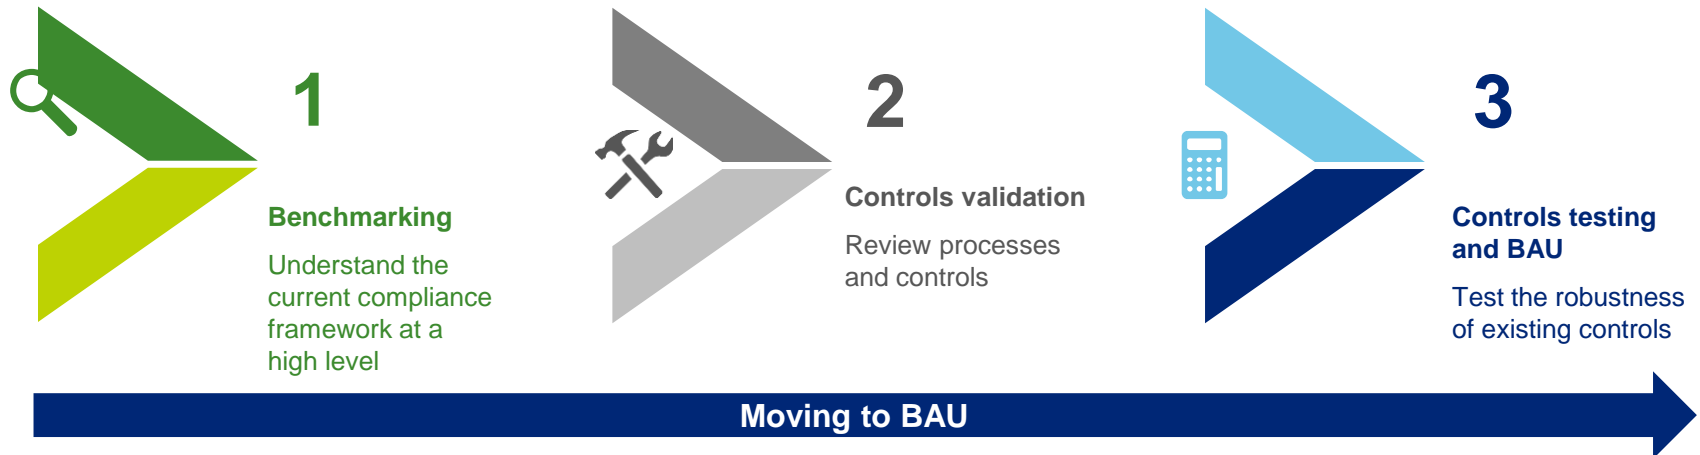 1
Benchmarking
Understand the
current compliance
framework at a
high level
2
Controls validation
Review processes
and controls
3
Controls testing
and BAU
Test the robustness
of existing controls
Moving to BAU